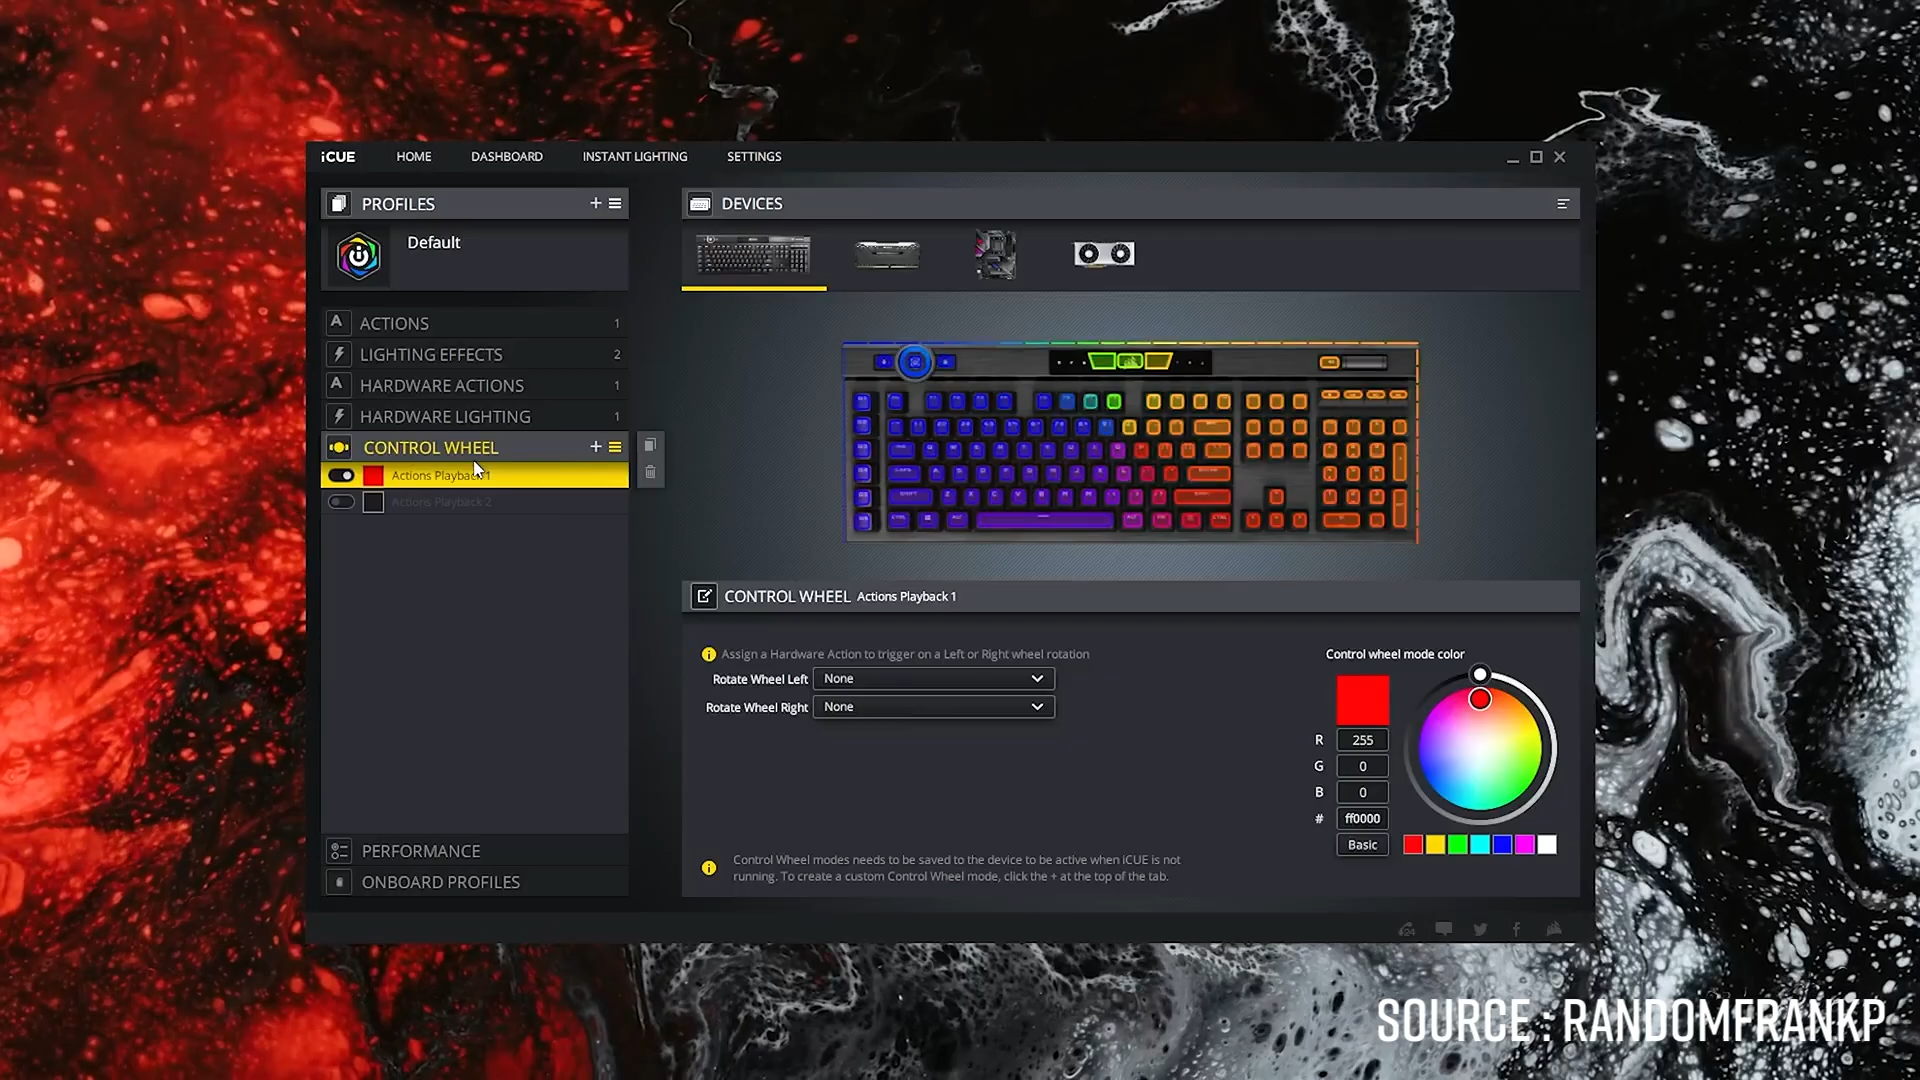 iCUE HOME DASHBOARD INSTANT LIGHTING SETTINGS
PROFILES
Default
ACTIONS 1
LIGHTING EFFECTS 2
HARDWARE ACTIONS 1
HARDWARE LIGHTING 1
CONTROL WHEEL
Actions Playback 1
Actions Playback 2
PERFORMANCE
ONBOARD PROFILES
DEVICES
CONTROL WHEEL Actions Playback 1
Assign a Hardware Action to trigger on a Left or Right wheel rotation
Rotate Wheel Left None
Rotate Wheel Right None
Control wheel mode color
R 255
G 0
B 0
# ff0000
Basic
Control Wheel modes needs to be saved to the device to be active when iCUE is not
running. To create a custom Control Wheel mode, click the + at the top of the tab.
SOURCE : RANDOMFRANKP